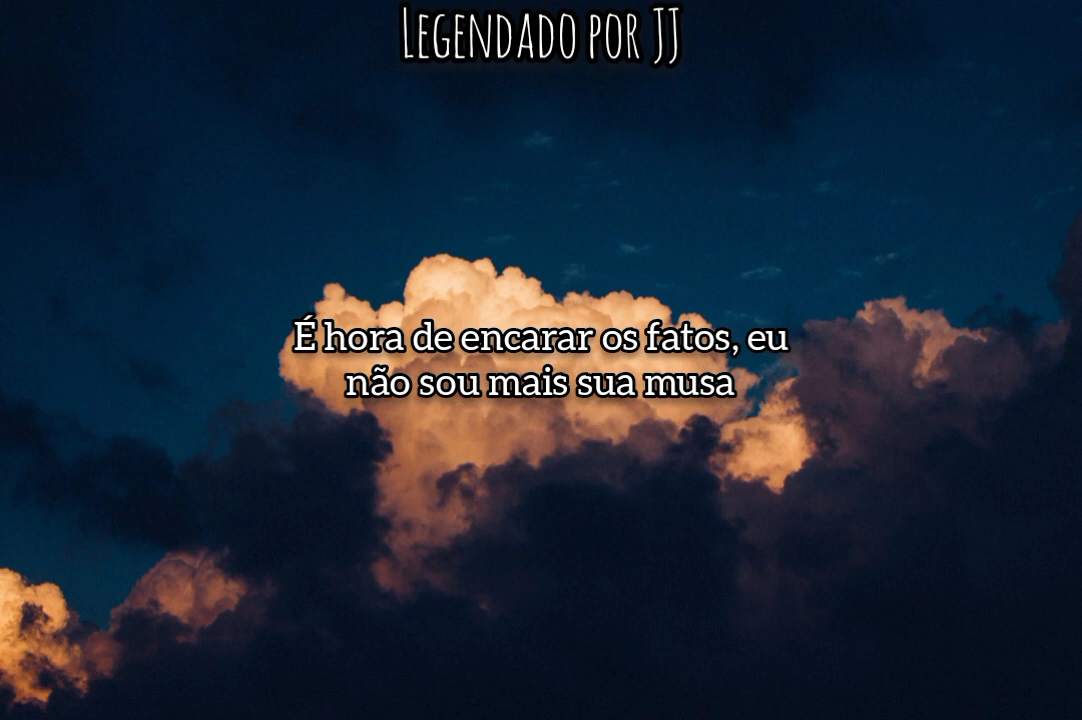 Legendado por JJ
É hora de encarar os fatos, eu
não sou mais sua musa